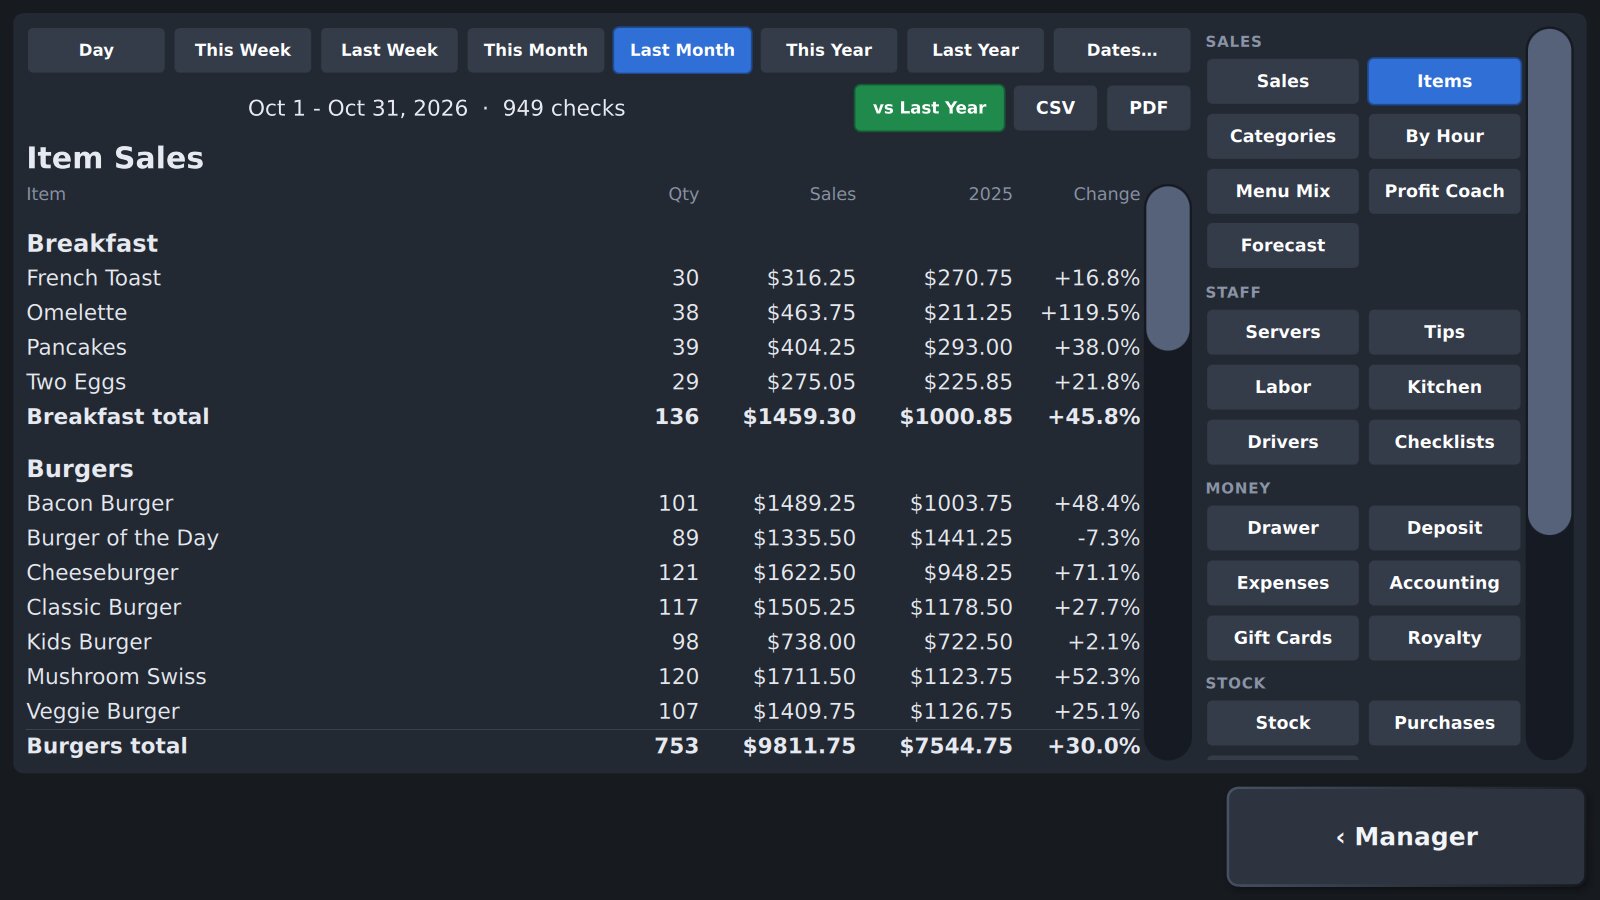 Day This Week Last Week This Month Last Month This Year Last Year Dates...
Oct 1 - Oct 31, 2026 · 949 checks vs Last Year CSV PDF
Item Sales
Item Qty Sales 2025 Change
Breakfast
French Toast 30 $316.25 $270.75 +16.8%
Omelette 38 $463.75 $211.25 +119.5%
Pancakes 39 $404.25 $293.00 +38.0%
Two Eggs 29 $275.05 $225.85 +21.8%
Breakfast total 136 $1459.30 $1000.85 +45.8%
Burgers
Bacon Burger 101 $1489.25 $1003.75 +48.4%
Burger of the Day 89 $1335.50 $1441.25 -7.3%
Cheeseburger 121 $1622.50 $948.25 +71.1%
Classic Burger 117 $1505.25 $1178.50 +27.7%
Kids Burger 98 $738.00 $722.50 +2.1%
Mushroom Swiss 120 $1711.50 $1123.75 +52.3%
Veggie Burger 107 $1409.75 $1126.75 +25.1%
Burgers total 753 $9811.75 $7544.75 +30.0%
SALES
Sales Items
Categories By Hour
Menu Mix Profit Coach
Forecast
STAFF
Servers Tips
Labor Kitchen
Drivers Checklists
MONEY
Drawer Deposit
Expenses Accounting
Gift Cards Royalty
STOCK
Stock Purchases
‹ Manager